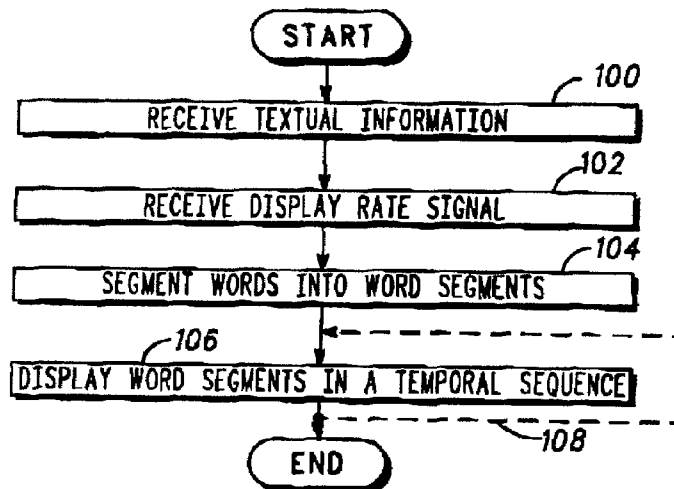 START
100
RECEIVE TEXTUAL INFORMATION
102
RECEIVE DISPLAY RATE SIGNAL
104
SEGMENT WORDS INTO WORD SEGMENTS
106
DISPLAY WORD SEGMENTS IN A TEMPORAL SEQUENCE
108
END